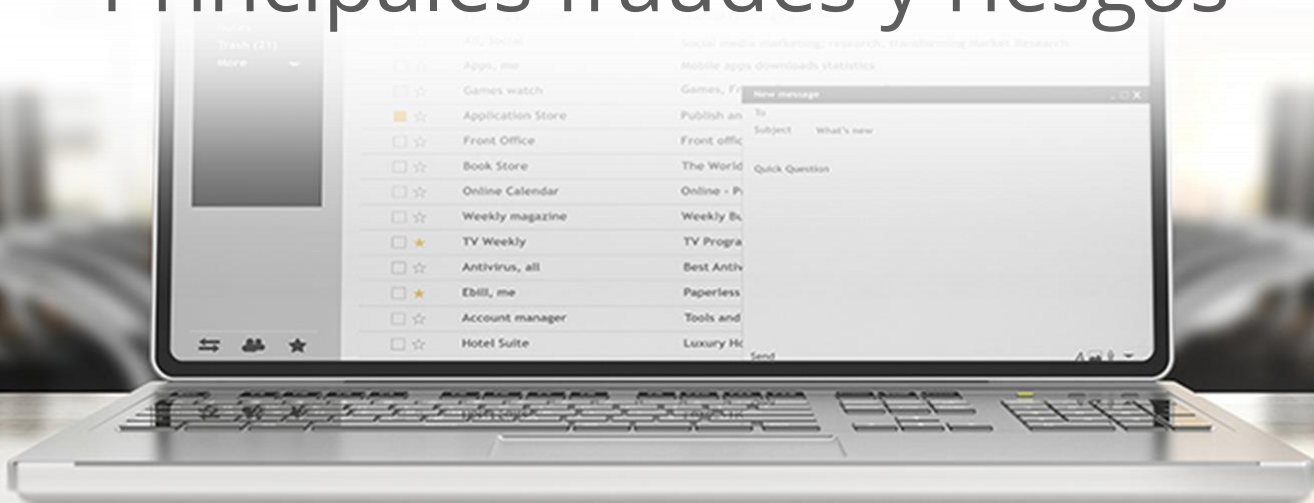 Principales fraudes y riesgos
Trash (21)
More
Ads, Social Social media marketing, research, transforming Market Research
Apps, me Mobile apps downloads statistics
Games watch Games, Fr
New message
Application Store Publish an
To
Subject What's new
Front Office Front offic
Book Store The World
Quick Question
Online Calendar Online - P
Weekly magazine Weekly Bu
TV Weekly TV Progra
Antivirus, all Best Antiv
Ebill, me Paperless
Account manager Tools and
Hotel Suite Luxury Ho
Send